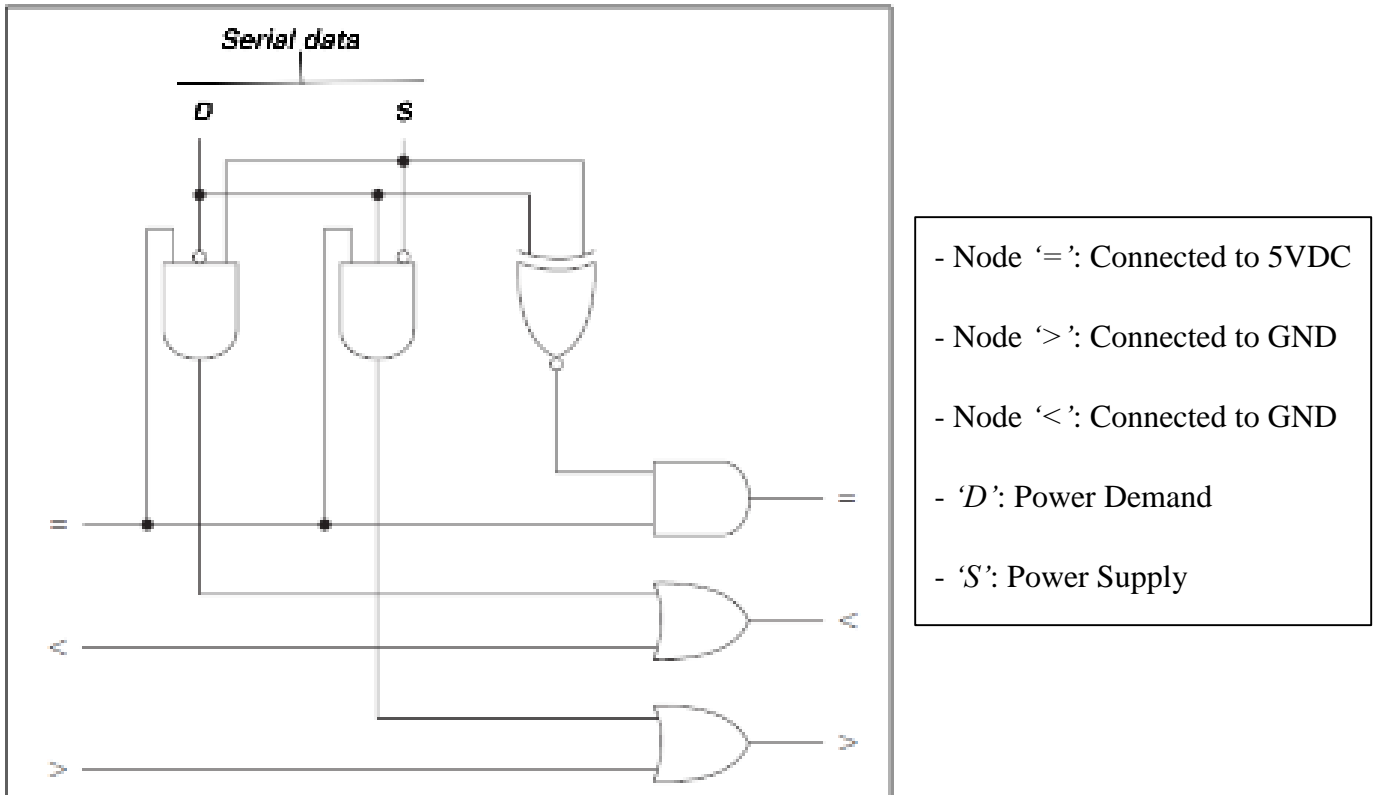 Serial data
D S
- Node ‘=’: Connected to 5VDC
- Node ‘>’: Connected to GND
- Node ‘<’: Connected to GND
- ‘D’: Power Demand
- ‘S’: Power Supply
=
=
<
<
>
>